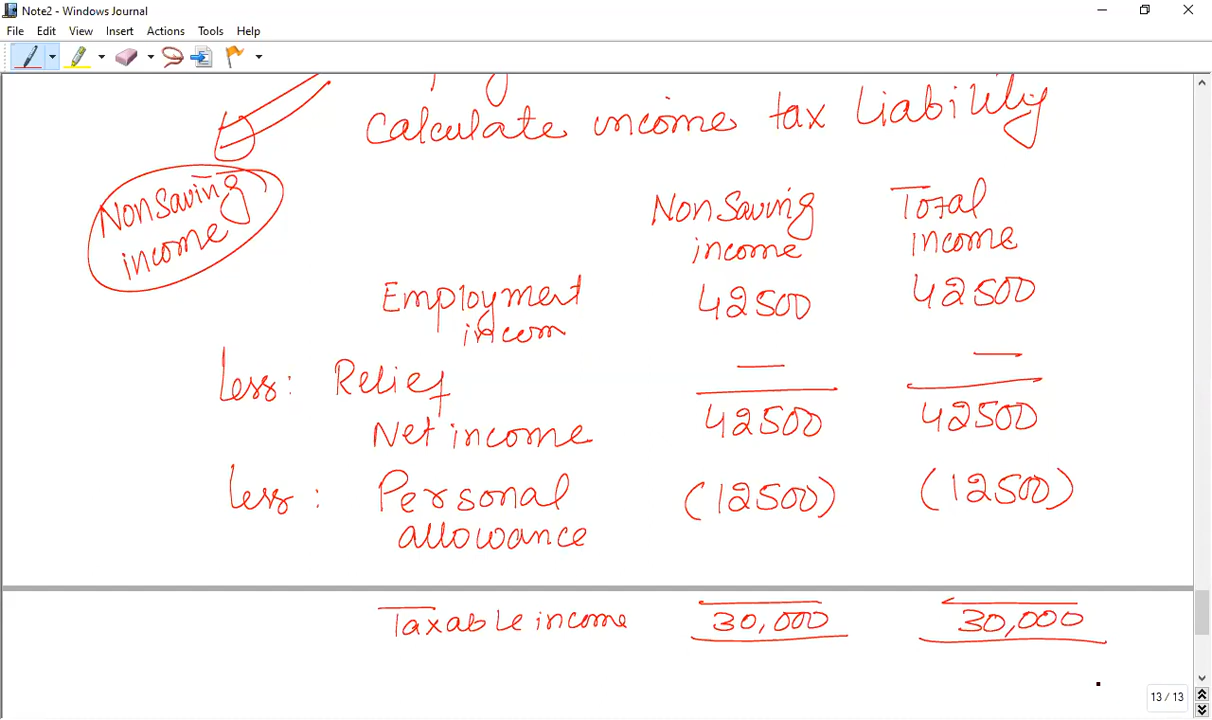 Note2 - Windows Journal
File Edit View Insert Actions Tools Help
Calculate income tax Liability
Non Saving
income
Non Saving Total
income income
Employment 42500 42500
incom
less: Relief — —
Net income 42500 42500
less: Personal (12500) (12500)
allowance
Taxable income 30,000 30,000
13 / 13